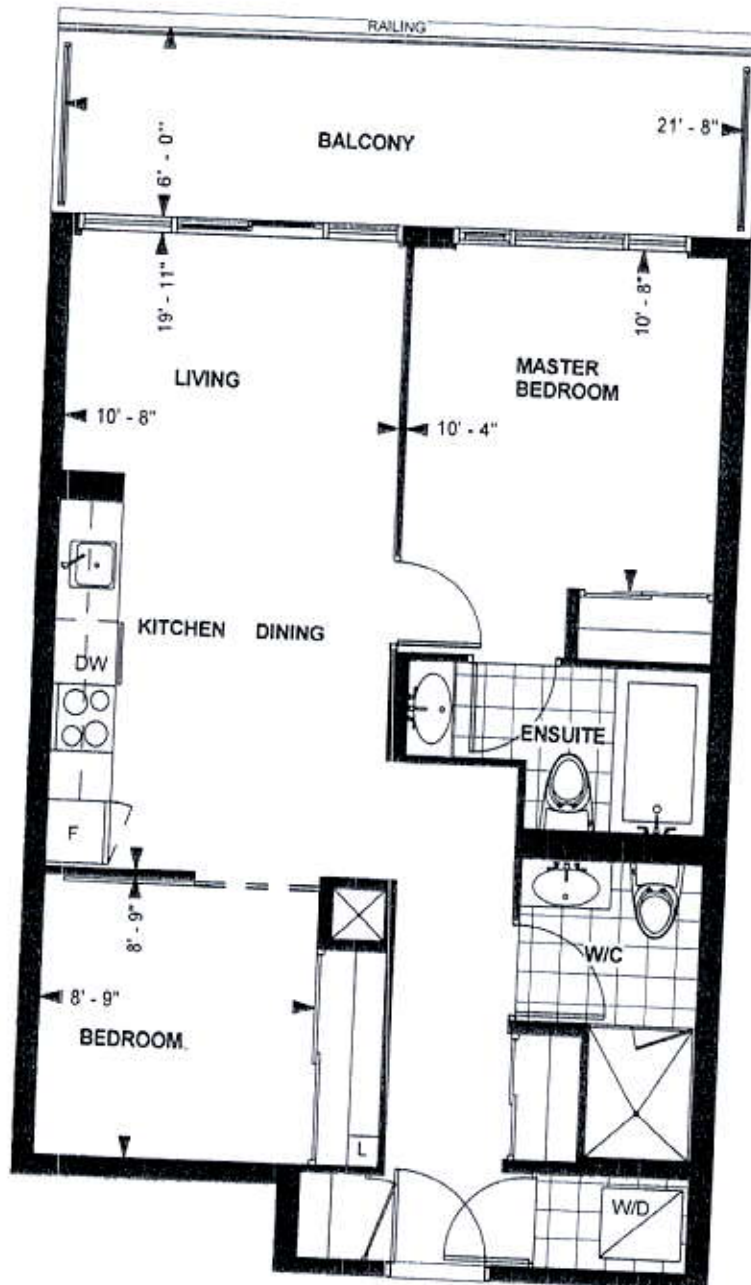 RAILING
BALCONY
21' - 8"
6' - 0"
19' - 11"
10' - 8"
LIVING
MASTER
BEDROOM
10' - 8"
10' - 4"
KITCHEN DINING
DW
ENSUITE
F
8' - 9"
W/C
8' - 9"
BEDROOM
L
W/D